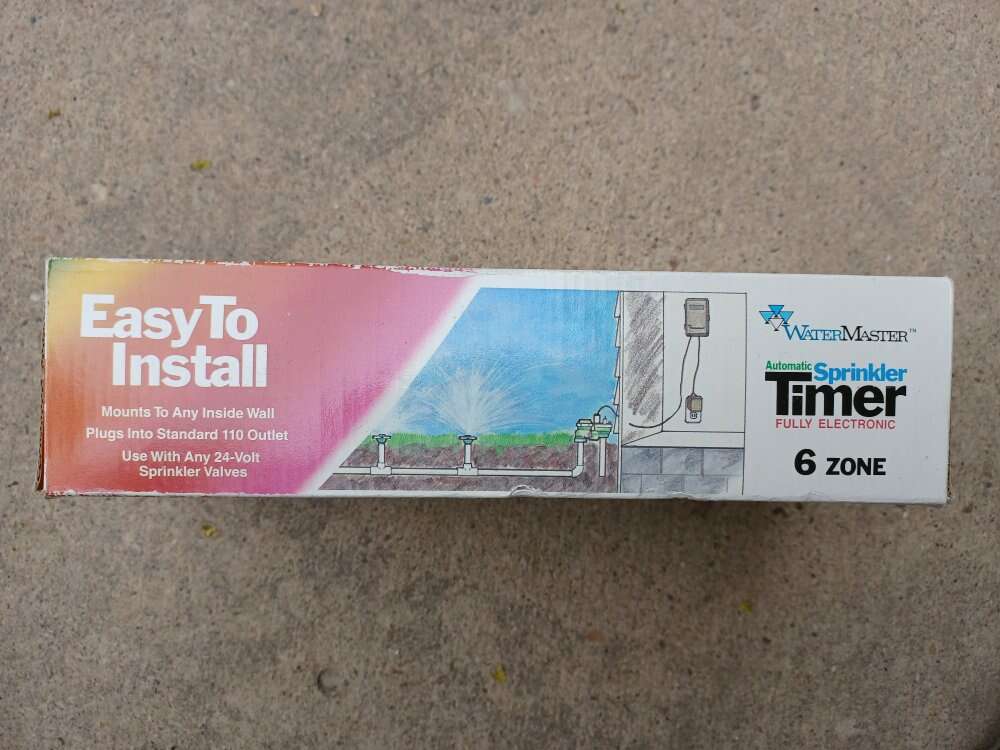 Easy To
Install
Mounts To Any Inside Wall
Plugs Into Standard 110 Outlet
Use With Any 24-Volt
Sprinkler Valves
WATERMASTER™
Automatic Sprinkler
Timer
FULLY ELECTRONIC
6 ZONE